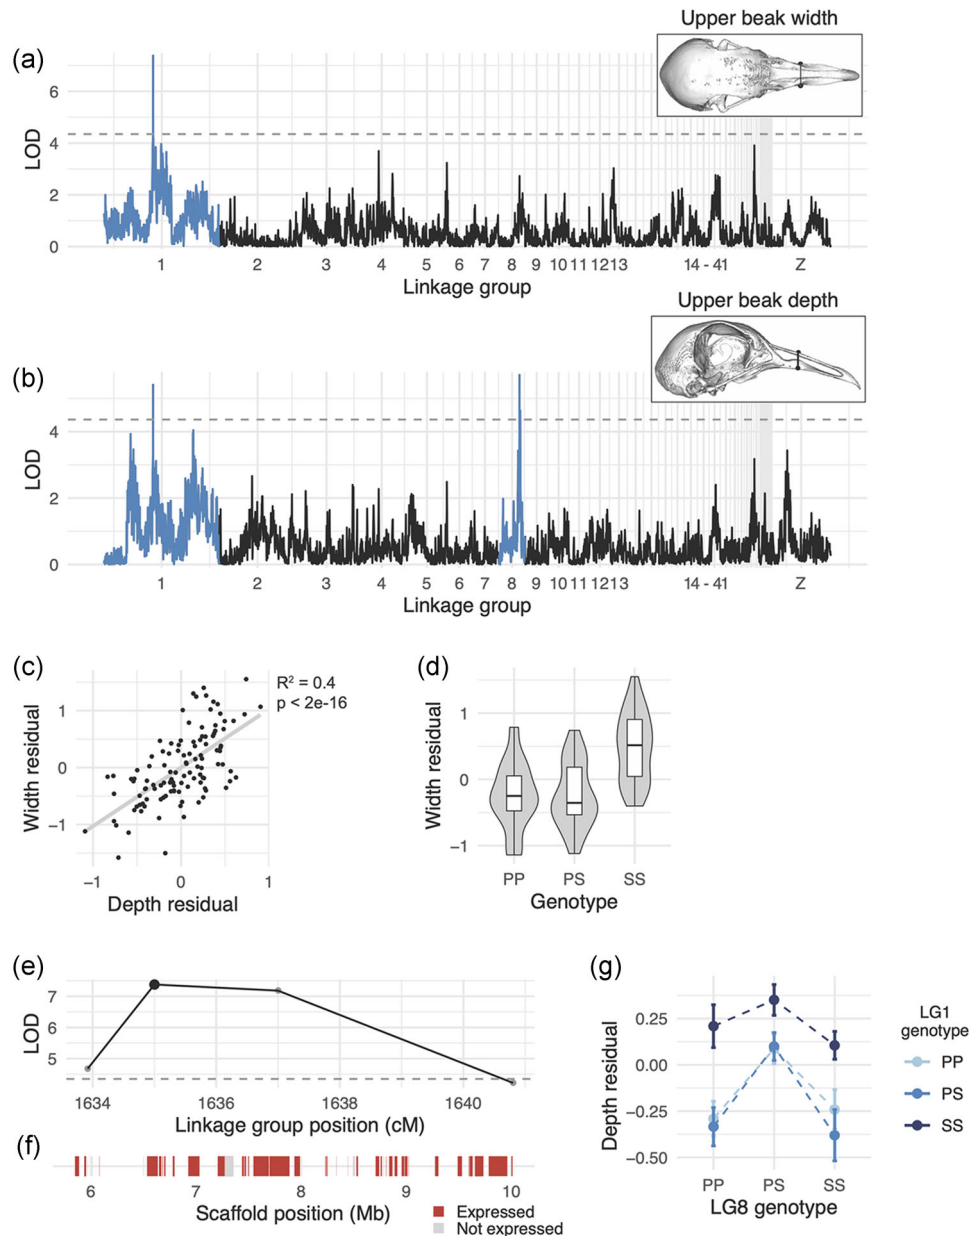 (a)
Upper beak width
6
4
2
0
LOD
1 2 3 4 5 6 7 8 9 10 11 12 13 14 - 41 Z
Linkage group
(b)
Upper beak depth
4
2
0
LOD
1 2 3 4 5 6 7 8 9 10 11 12 13 14 - 41 Z
Linkage group
(c)
R² = 0.4
p < 2e-16
1
0
−1
Width residual
−1 0 1
Depth residual
(d)
1
0
−1
Width residual
PP PS SS
Genotype
(e)
7
6
5
LOD
1634 1636 1638 1640
Linkage group position (cM)
(f)
6 7 8 9 10
Scaffold position (Mb)
Expressed
Not expressed
(g)
0.25
0.00
−0.25
−0.50
Depth residual
PP PS SS
LG8 genotype
LG1
genotype
PP
PS
SS